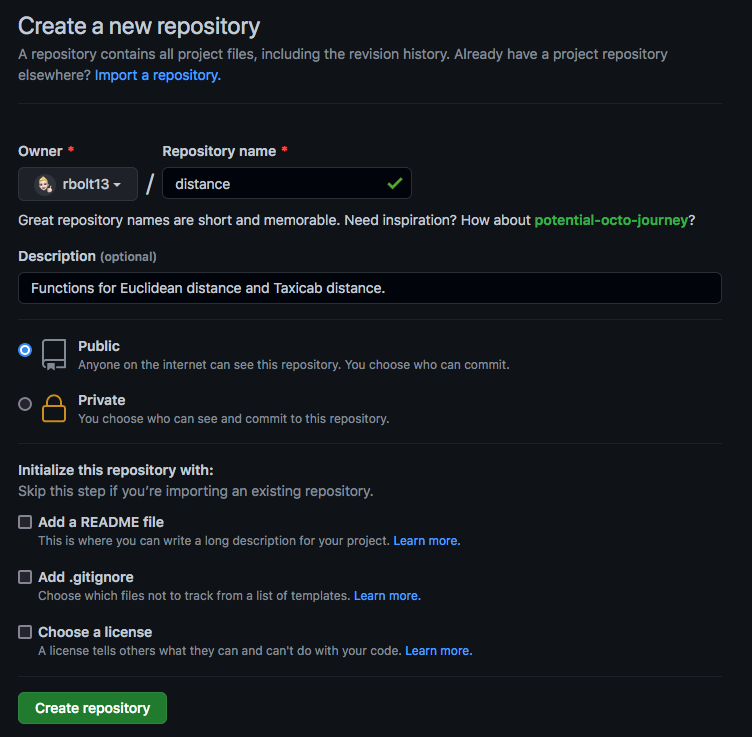 Create a new repository
A repository contains all project files, including the revision history. Already have a project repository
elsewhere? Import a repository.
Owner * Repository name *
rbolt13 / distance
Great repository names are short and memorable. Need inspiration? How about potential-octo-journey?
Description (optional)
Functions for Euclidean distance and Taxicab distance.
Public
Anyone on the internet can see this repository. You choose who can commit.
Private
You choose who can see and commit to this repository.
Initialize this repository with:
Skip this step if you're importing an existing repository.
Add a README file
This is where you can write a long description for your project. Learn more.
Add .gitignore
Choose which files not to track from a list of templates. Learn more.
Choose a license
A license tells others what they can and can't do with your code. Learn more.
Create repository